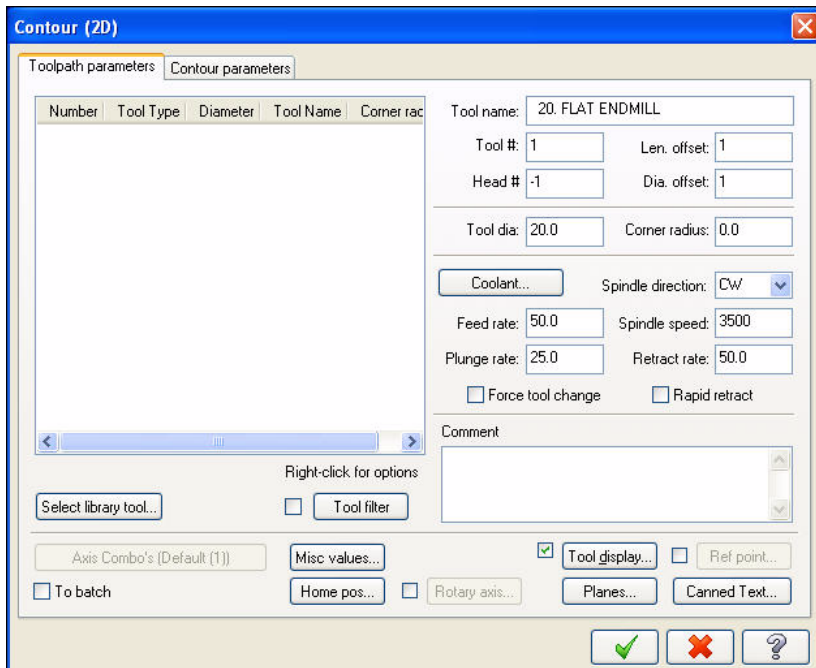 Contour (2D)
Toolpath parameters
Contour parameters
Number Tool Type Diameter Tool Name Corner rac
Tool name: 20. FLAT ENDMILL
Tool #: 1 Len. offset: 1
Head # -1 Dia. offset: 1
Tool dia: 20.0 Corner radius: 0.0
Coolant... Spindle direction: CW
Feed rate: 50.0 Spindle speed: 3500
Plunge rate: 25.0 Retract rate: 50.0
Force tool change Rapid retract
Comment
Right-click for options
Select library tool... Tool filter
Axis Combo's (Default (1)) Misc values... Tool display... Ref point...
To batch Home pos... Rotary axis... Planes... Canned Text...